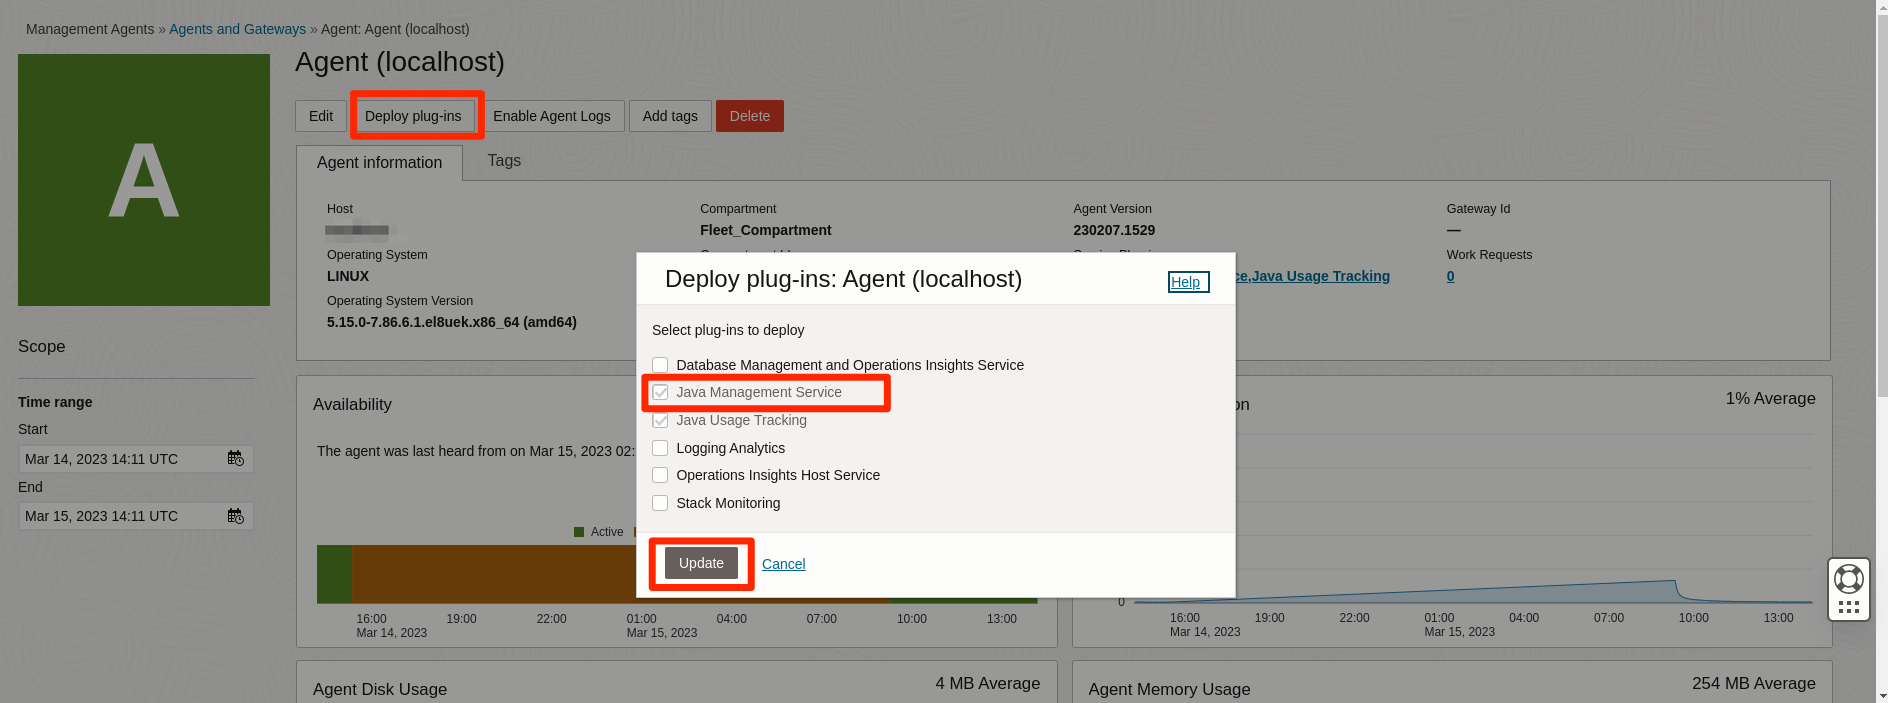 Management Agents » Agents and Gateways » Agent: Agent (localhost)
A
Agent (localhost)
Edit
Deploy plug-ins
Enable Agent Logs
Add tags
Delete
Agent information
Tags
Host
Compartment
Agent Version
Gateway Id
Fleet_Compartment
230207.1529
—
Operating System
Work Requests
LINUX
ce,Java Usage Tracking
0
Operating System Version
5.15.0-7.86.6.1.el8uek.x86_64 (amd64)
Scope
Time range
Start
Mar 14, 2023 14:11 UTC
End
Mar 15, 2023 14:11 UTC
Deploy plug-ins: Agent (localhost)
Help
Select plug-ins to deploy
Database Management and Operations Insights Service
Java Management Service
Java Usage Tracking
Logging Analytics
Operations Insights Host Service
Stack Monitoring
Update
Cancel
Availability
The agent was last heard from on Mar 15, 2023 02:
Active
16:00
19:00
22:00
01:00
04:00
07:00
10:00
13:00
Mar 14, 2023
Mar 15, 2023
on
1% Average
0
16:00
19:00
22:00
01:00
04:00
07:00
10:00
13:00
Mar 14, 2023
Mar 15, 2023
Agent Disk Usage
4 MB Average
Agent Memory Usage
254 MB Average